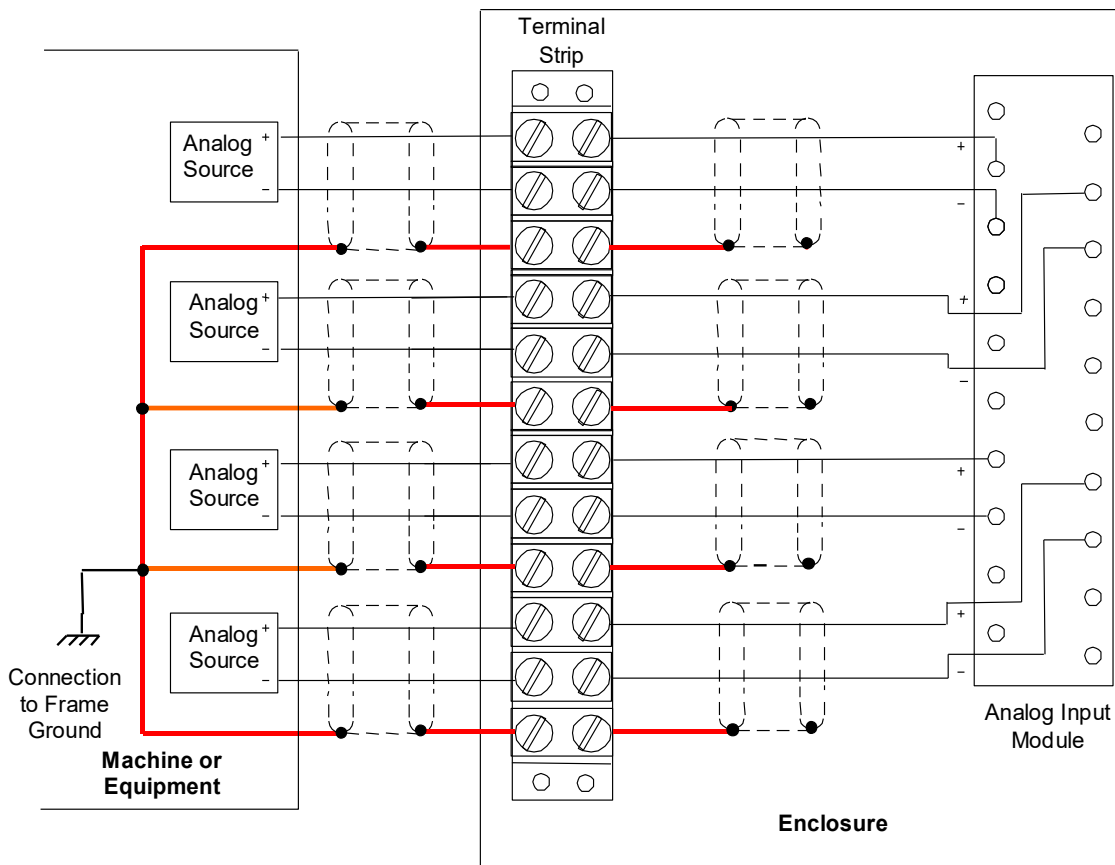 Terminal
Strip
Analog
Source
+
−
+
−
Analog
Source
+
−
+
−
Analog
Source
+
−
+
−
Analog
Source
+
−
+
−
Connection
to Frame
Ground
Machine or
Equipment
Analog Input
Module
Enclosure